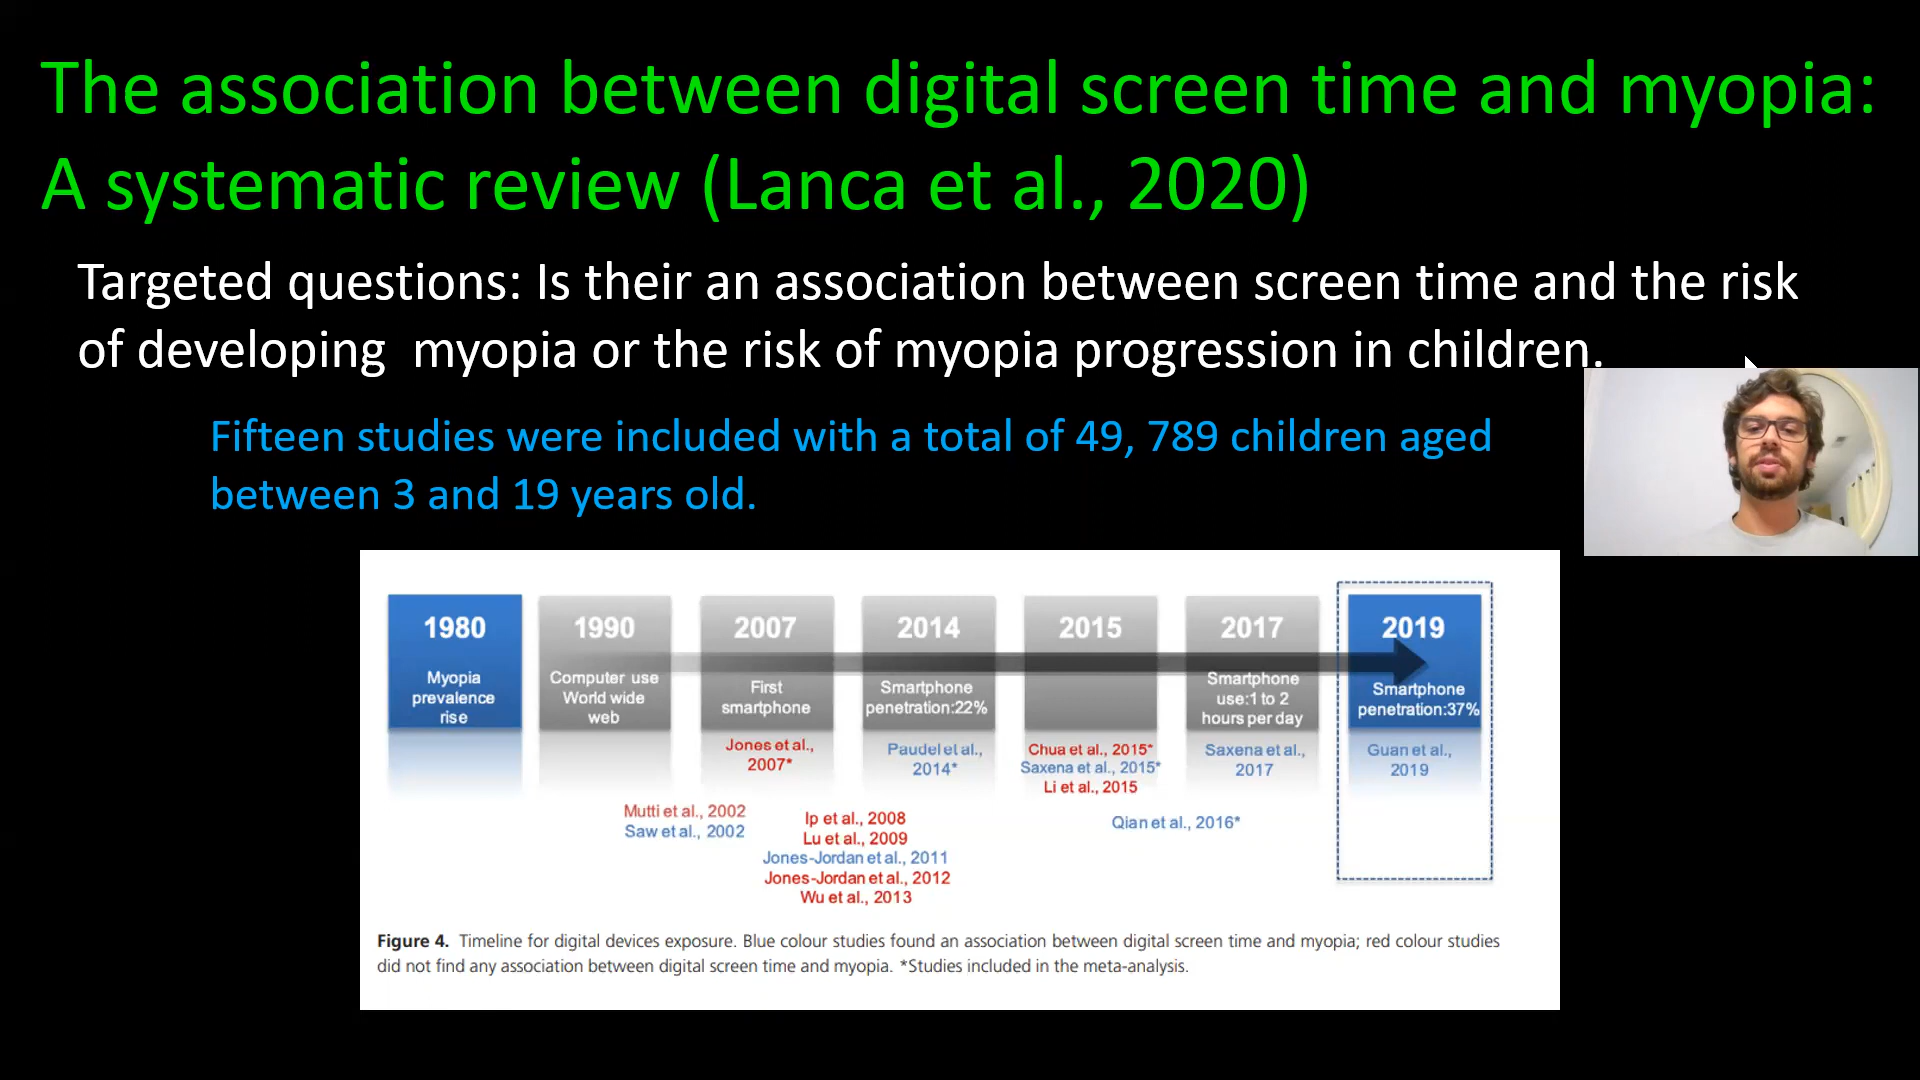 The association between digital screen time and myopia:
A systematic review (Lanca et al., 2020)
Targeted questions: Is their an association between screen time and the risk
of developing  myopia or the risk of myopia progression in children.
Fifteen studies were included with a total of 49, 789 children aged
between 3 and 19 years old.
1980
Myopia
prevalence
rise
1990
Computer use
World wide
web
2007
First
smartphone
2014
Smartphone
penetration:22%
2015
2017
Smartphone
use:1 to 2
hours per day
2019
Smartphone
penetration:37%
Jones et al.,
2007*
Paudel et al.,
2014*
Chua et al., 2015*
Saxena et al., 2015*
Li et al., 2015
Saxena et al.,
2017
Guan et al.,
2019
Mutti et al., 2002
Saw et al., 2002
Ip et al., 2008
Lu et al., 2009
Jones-Jordan et al., 2011
Jones-Jordan et al., 2012
Wu et al., 2013
Qian et al., 2016*
Figure 4. Timeline for digital devices exposure. Blue colour studies found an association between digital screen time and myopia; red colour studies
did not find any association between digital screen time and myopia. *Studies included in the meta-analysis.